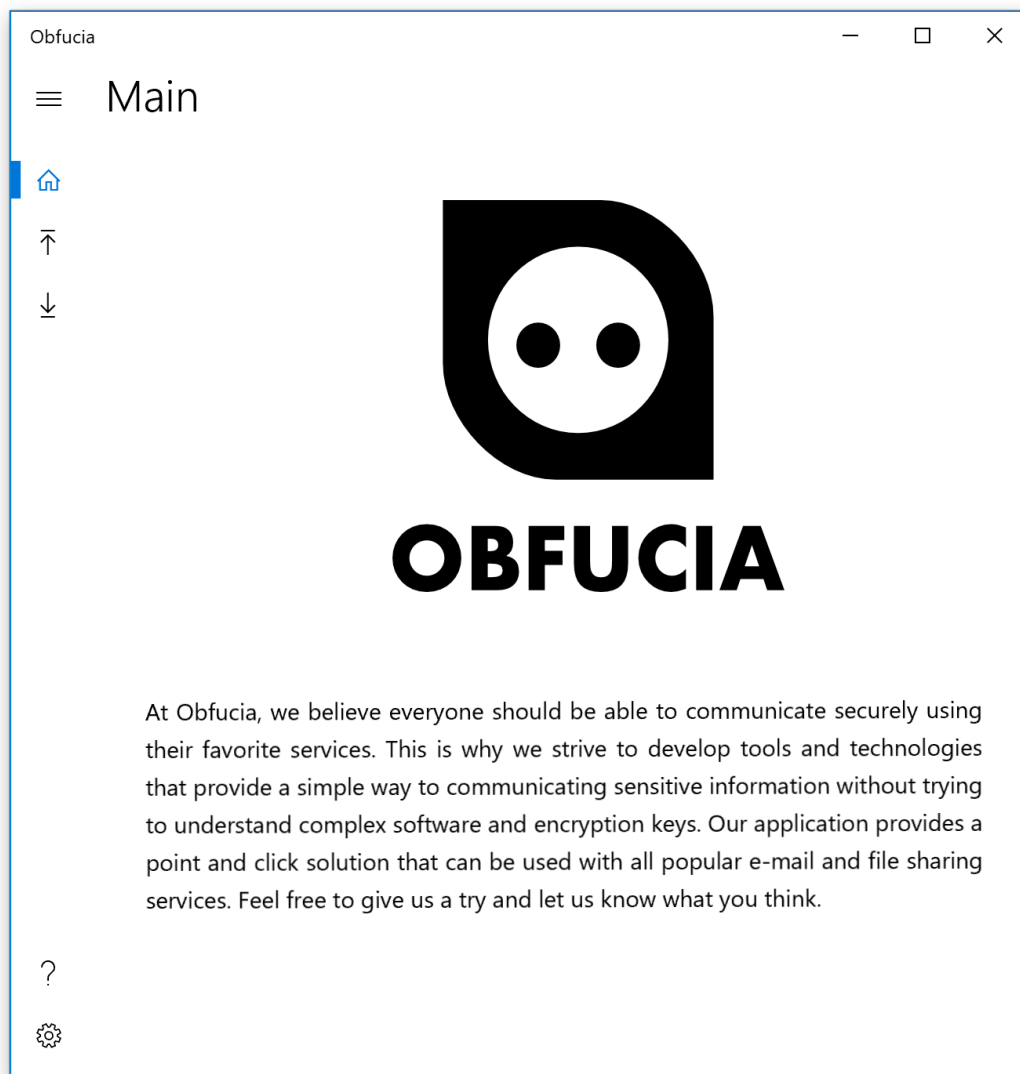 Obfucia
Main
OBFUCIA
At Obfucia, we believe everyone should be able to communicate securely using
their favorite services. This is why we strive to develop tools and technologies
that provide a simple way to communicating sensitive information without trying
to understand complex software and encryption keys. Our application provides a
point and click solution that can be used with all popular e-mail and file sharing
services. Feel free to give us a try and let us know what you think.